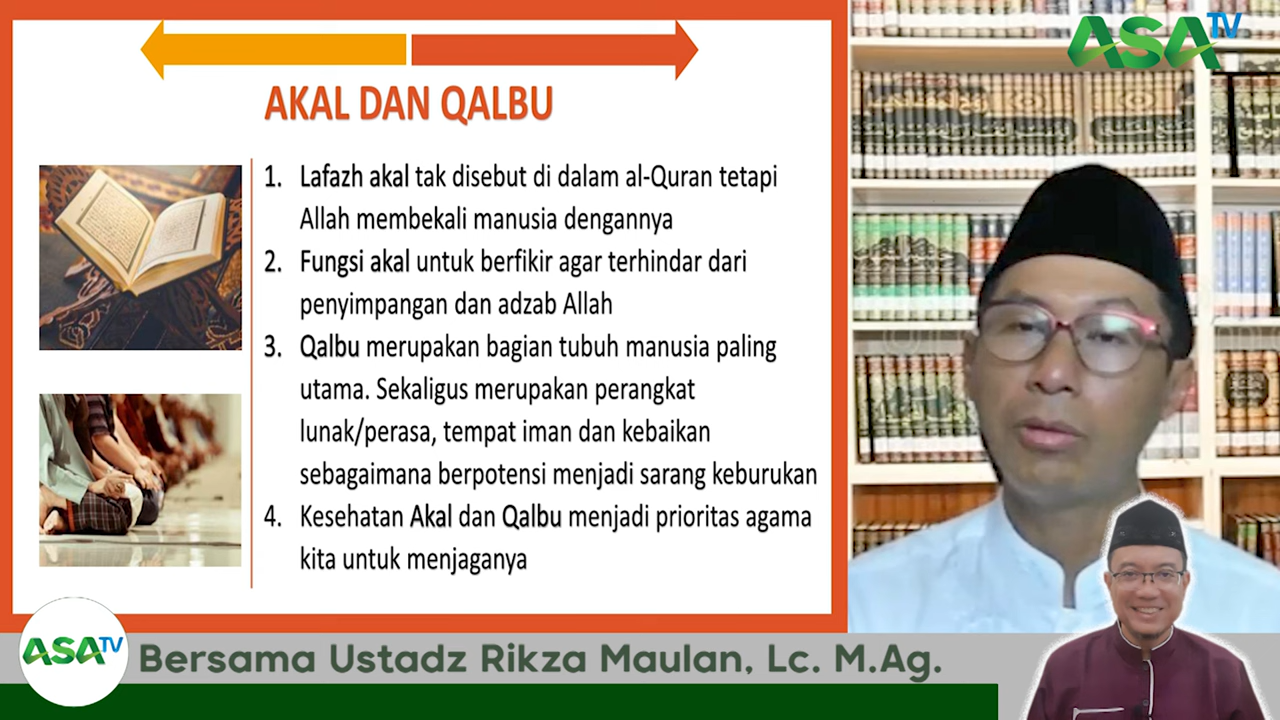 ASA TV
AKAL DAN QALBU
1. Lafazh akal tak disebut di dalam al-Quran tetapi
Allah membekali manusia dengannya
2. Fungsi akal untuk berfikir agar terhindar dari
penyimpangan dan adzab Allah
3. Qalbu merupakan bagian tubuh manusia paling
utama. Sekaligus merupakan perangkat
lunak/perasa, tempat iman dan kebaikan
sebagaimana berpotensi menjadi sarang keburukan
4. Kesehatan Akal dan Qalbu menjadi prioritas agama
kita untuk menjaganya
ASA TV
Bersama Ustadz Rikza Maulan, Lc. M.Ag.